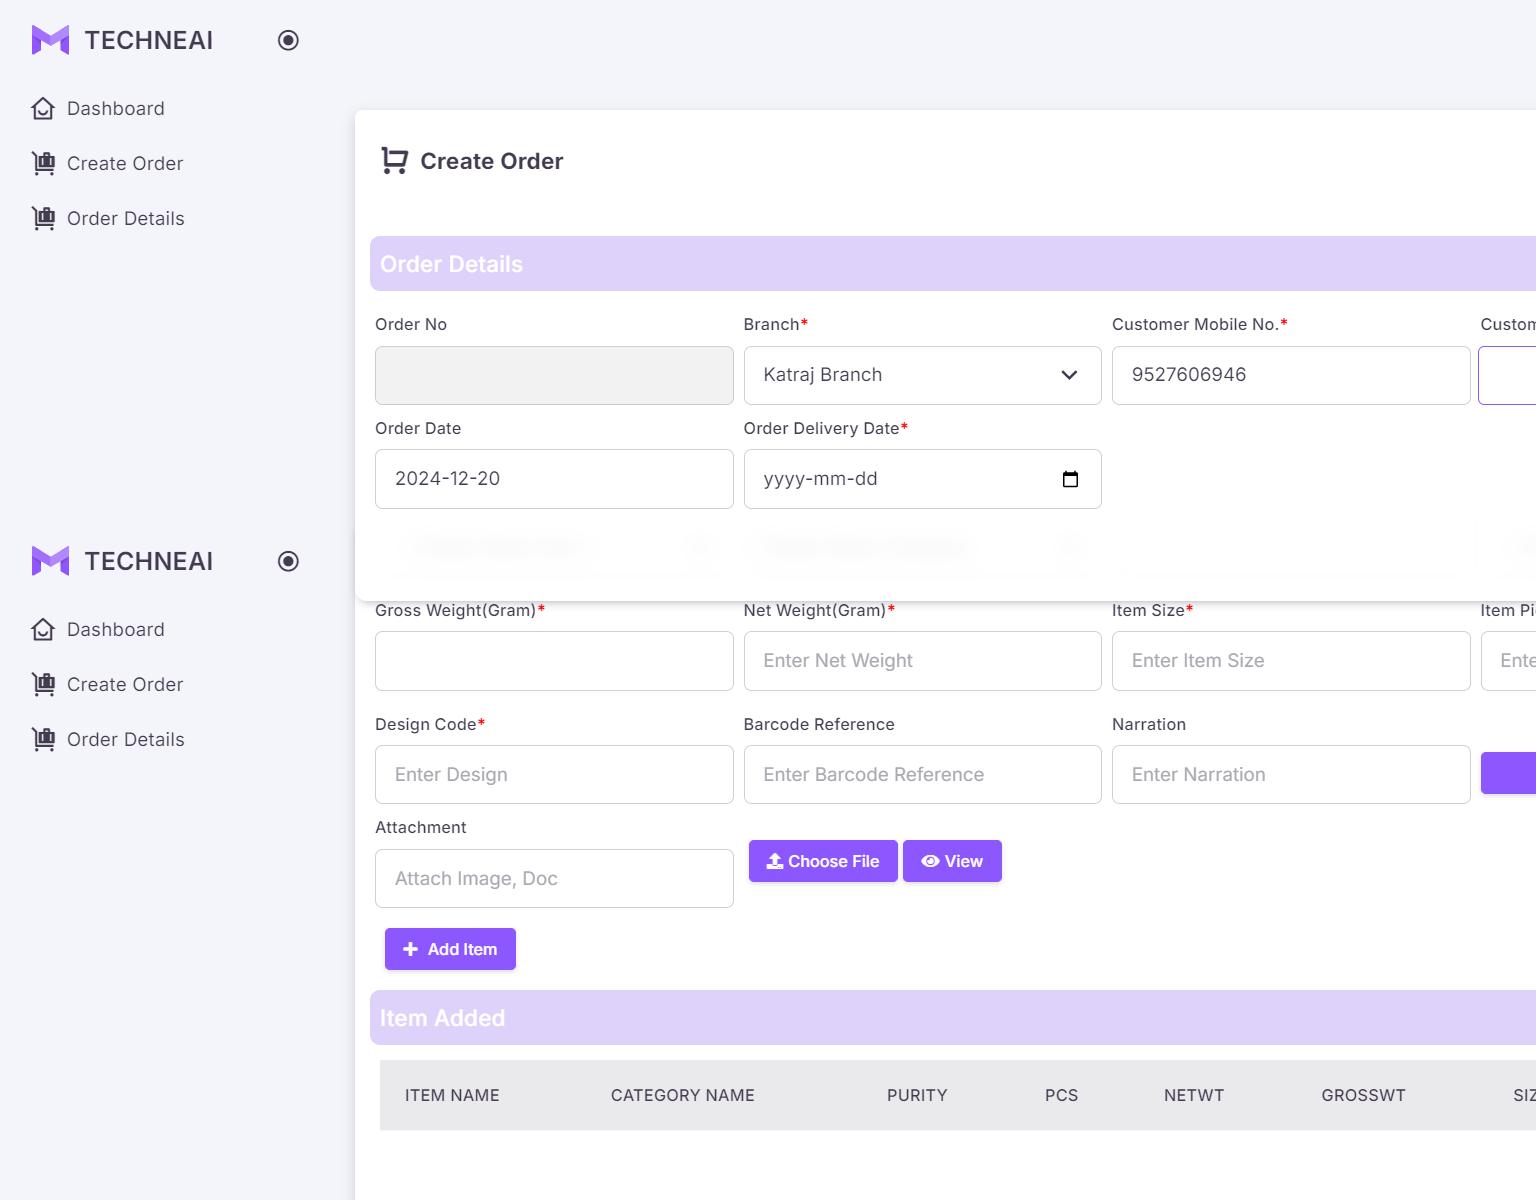 TECHNEAI
Dashboard
Create Order
Order Details
Create Order
Order Details
Order No
Branch*
Customer Mobile No.*
Katraj Branch
9527606946
Order Date
Order Delivery Date*
2024-12-20
yyyy-mm-dd
TECHNEAI
Dashboard
Create Order
Order Details
Gross Weight(Gram)*
Net Weight(Gram)*
Item Size*
Item
Enter Net Weight
Enter Item Size
Design Code*
Barcode Reference
Narration
Enter Design
Enter Barcode Reference
Enter Narration
Attachment
Attach Image, Doc
Choose File
View
Add Item
Item Added
ITEM NAME
CATEGORY NAME
PURITY
PCS
NETWT
GROSSWT